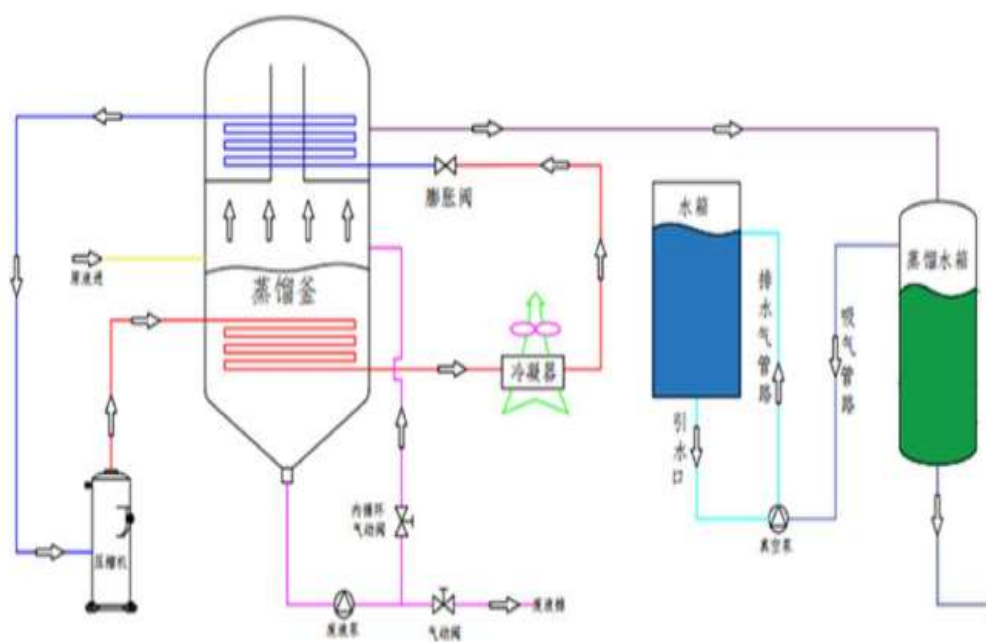 膨胀阀
水箱
蒸馏水箱
原液进
蒸馏釜
排水气管路
吸气管路
冷凝器
引水口
内循环
气动阀
压缩机
真空泵
废液泵
气动阀
废液排